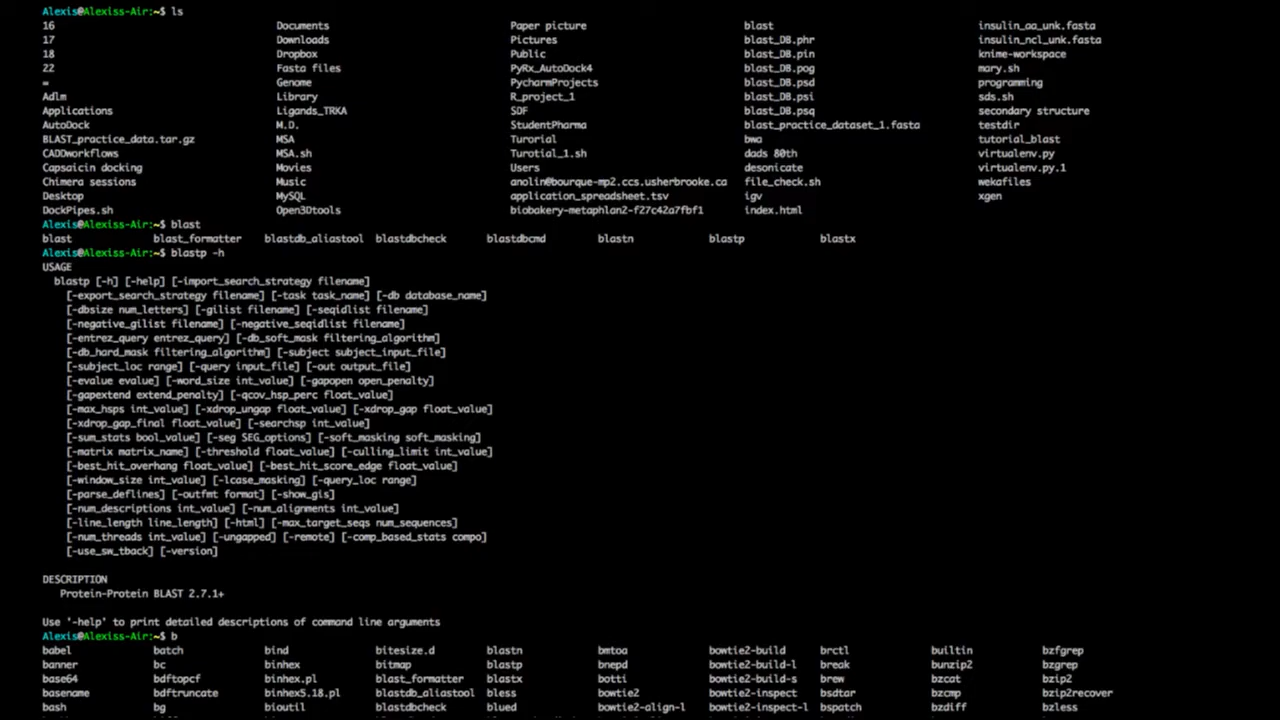 Alexis@Alexiss-Air:~$ ls
16 Documents Paper picture blast insulin_aa_unk.fasta
17 Downloads Pictures blast_DB.phr insulin_ncl_unk.fasta
18 Dropbox Public blast_DB.pin knime-workspace
22 Fasta files PyRx_AutoDock4 blast_DB.pog mary.sh
= Genome PycharmProjects blast_DB.psd programming
Adlm Library R_project_1 blast_DB.psi sds.sh
Applications Ligands_TRKA SDF blast_DB.psq secondary structure
AutoDock M.D. StudentPharma blast_practice_dataset_1.fasta testdir
BLAST_practice_data.tar.gz MSA Turorial bwa tutorial_blast
CADDworkflows MSA.sh Turotial_1.sh dads 80th virtualenv.py
Capsaicin docking Movies Users desonicate virtualenv.py.1
Chimera sessions Music anolin@bourque-mp2.ccs.usherbrooke.ca file_check.sh wekafiles
Desktop MySQL application_spreadsheet.tsv igv xgen
DockPipes.sh Open3Dtools biobakery-metaphlan2-f27c42a7fbf1 index.html
Alexis@Alexiss-Air:~$ blast
blast blast_formatter blastdb_aliastool blastdbcheck blastdbcmd blastn blastp blastx
Alexis@Alexiss-Air:~$ blastp -h
USAGE
blastp [-h] [-help] [-import_search_strategy filename]
[-export_search_strategy filename] [-task task_name] [-db database_name]
[-dbsize num_letters] [-gilist filename] [-seqidlist filename]
[-negative_gilist filename] [-negative_seqidlist filename]
[-entrez_query entrez_query] [-db_soft_mask filtering_algorithm]
[-db_hard_mask filtering_algorithm] [-subject subject_input_file]
[-subject_loc range] [-query input_file] [-out output_file]
[-evalue evalue] [-word_size int_value] [-gapopen open_penalty]
[-gapextend extend_penalty] [-qcov_hsp_perc float_value]
[-max_hsps int_value] [-xdrop_ungap float_value] [-xdrop_gap float_value]
[-xdrop_gap_final float_value] [-searchsp int_value]
[-sum_stats bool_value] [-seg SEG_options] [-soft_masking soft_masking]
[-matrix matrix_name] [-threshold float_value] [-culling_limit int_value]
[-best_hit_overhang float_value] [-best_hit_score_edge float_value]
[-window_size int_value] [-lcase_masking] [-query_loc range]
[-parse_deflines] [-outfmt format] [-show_gis]
[-num_descriptions int_value] [-num_alignments int_value]
[-line_length line_length] [-html] [-max_target_seqs num_sequences]
[-num_threads int_value] [-ungapped] [-remote] [-comp_based_stats compo]
[-use_sw_tback] [-version]
DESCRIPTION
Protein-Protein BLAST 2.7.1+
Use '-help' to print detailed descriptions of command line arguments
Alexis@Alexiss-Air:~$ b
babel batch bind bitesize.d blastn bmtoa bowtie2-build brctl builtin bzfgrep
banner bc binhex bitmap blastp bnepd bowtie2-build-l break bunzip2 bzgrep
base64 bdftopcf binhex.pl blast_formatter blastx botti bowtie2-build-s brew bzcat bzip2
basename bdftruncate binhex5.18.pl blastdb_aliastool bless bowtie2 bowtie2-inspect bsdtar bzcmp bzip2recover
bash bg bioutil blastdbcheck blued bowtie2-align-l bowtie2-inspect-l bspatch bzdiff bzless